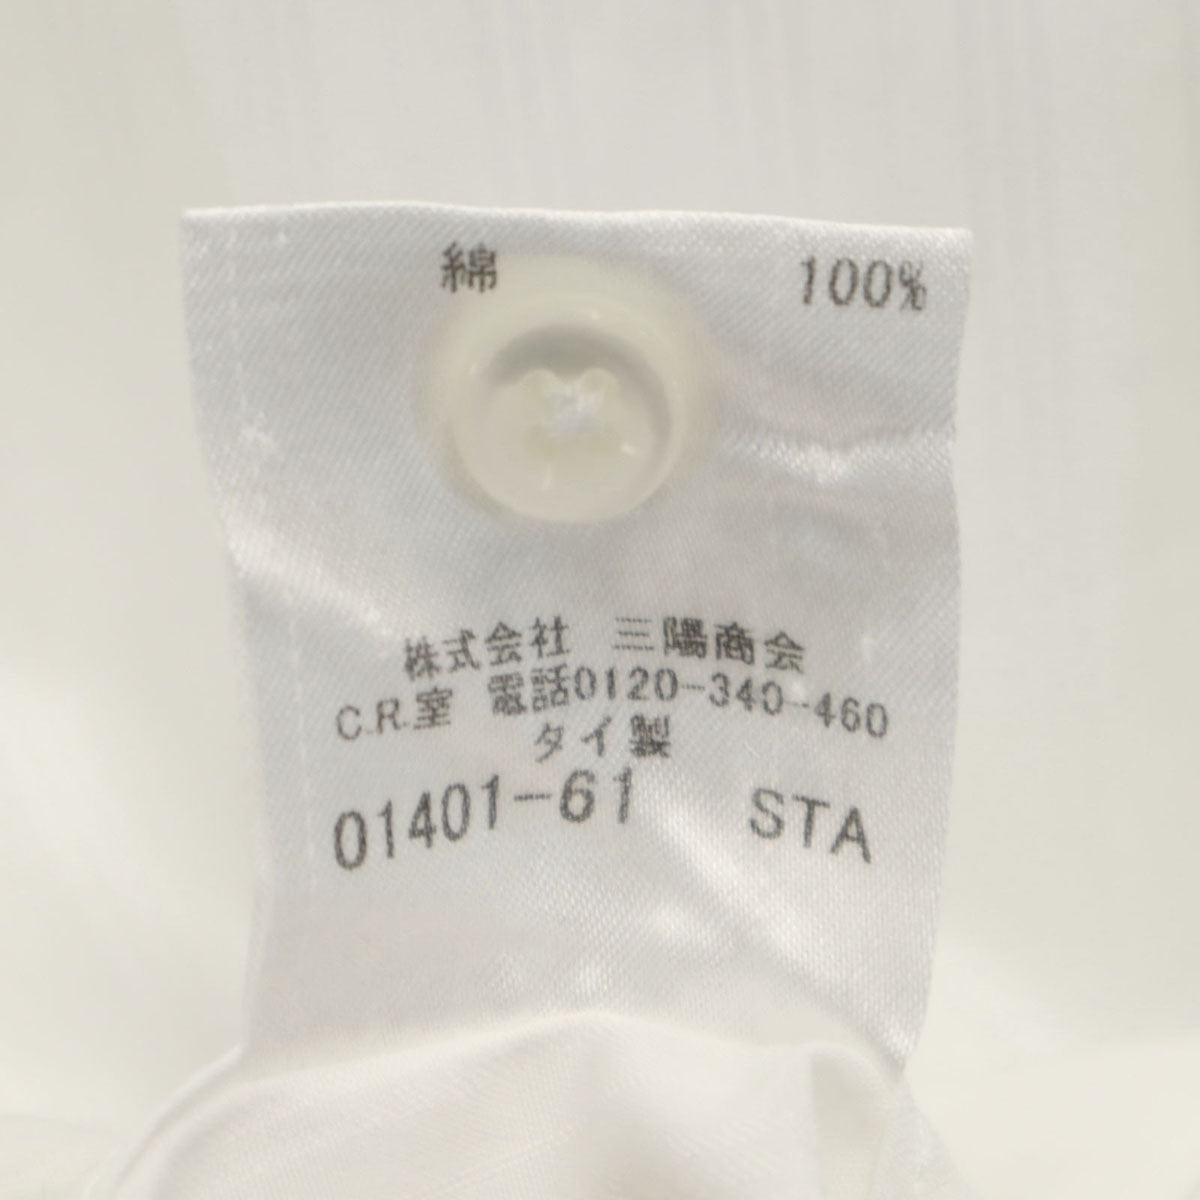 綿 100%
株式会社 三陽商会
C.R.室 電話0120-340-460
タイ製
01401-61 STA